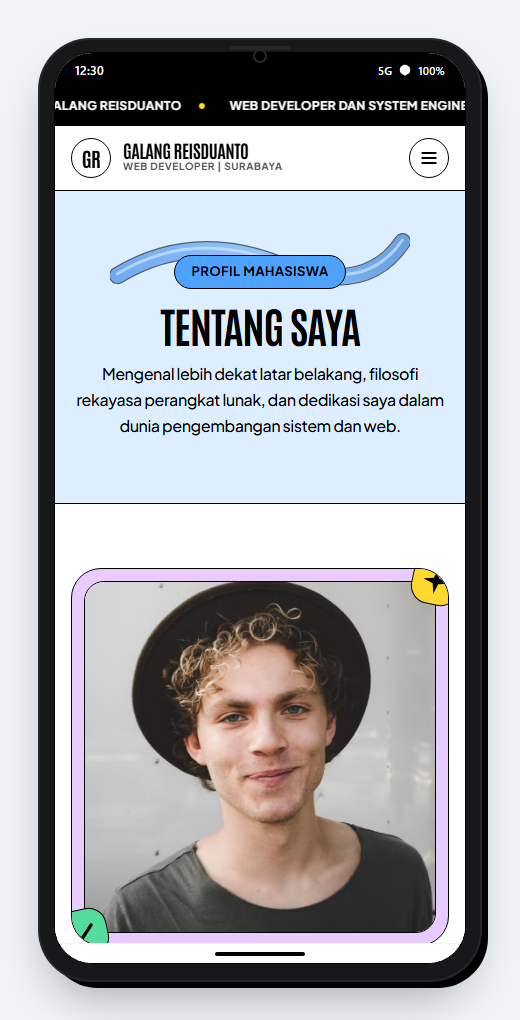 12:30
5G 100%
ALANG REISDUANTO • WEB DEVELOPER DAN SYSTEM ENGINE
GR
GALANG REISDUANTO
WEB DEVELOPER | SURABAYA
PROFIL MAHASISWA
TENTANG SAYA
Mengenal lebih dekat latar belakang, filosofi
rekayasa perangkat lunak, dan dedikasi saya dalam
dunia pengembangan sistem dan web.